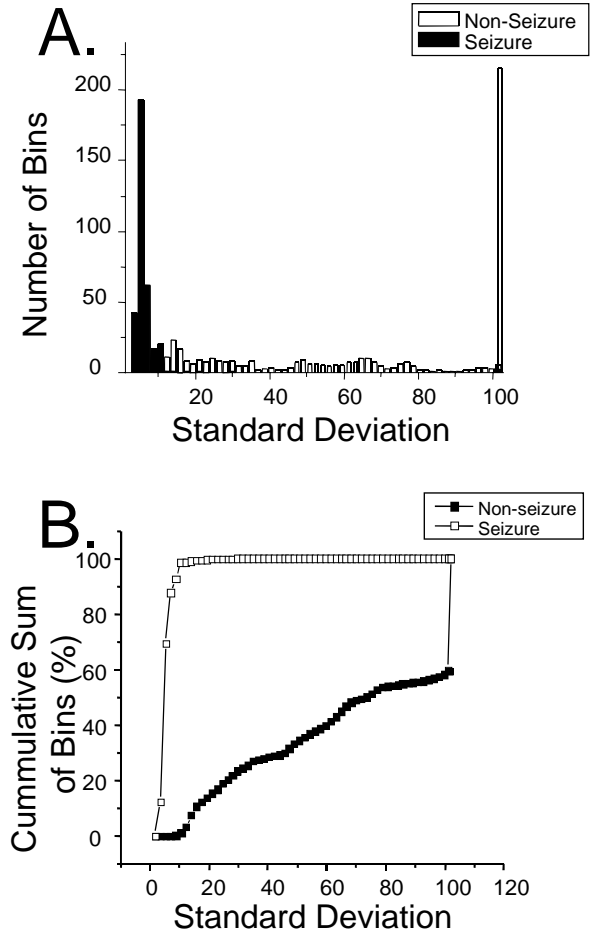 A.
Non-Seizure
Seizure
Number of Bins
200
150
100
50
0
20
40
60
80
100
Standard Deviation
B.
Non-seizure
Seizure
Cummulative Sum
of Bins (%)
100
80
60
40
20
0
0
20
40
60
80
100
120
Standard Deviation